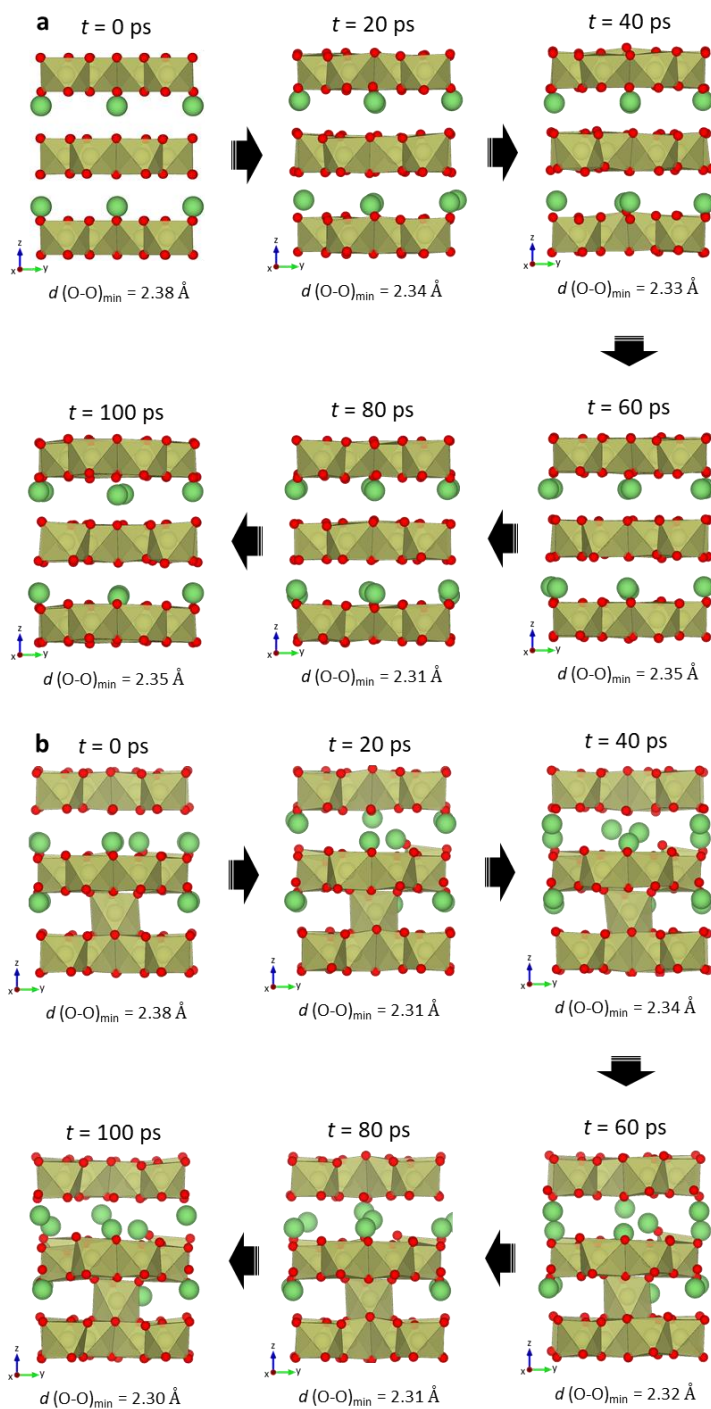 a
t = 0 ps
t = 20 ps
t = 40 ps
z
x
y
z
x
y
z
x
y
d (O-O)min = 2.38 Å
d (O-O)min = 2.34 Å
d (O-O)min = 2.33 Å
t = 100 ps
t = 80 ps
t = 60 ps
z
x
y
z
x
y
z
x
y
d (O-O)min = 2.35 Å
d (O-O)min = 2.31 Å
d (O-O)min = 2.35 Å
b
t = 0 ps
t = 20 ps
t = 40 ps
z
x
y
z
x
y
z
x
y
d (O-O)min = 2.38 Å
d (O-O)min = 2.31 Å
d (O-O)min = 2.34 Å
t = 100 ps
t = 80 ps
t = 60 ps
z
x
y
z
x
y
z
x
y
d (O-O)min = 2.30 Å
d (O-O)min = 2.31 Å
d (O-O)min = 2.32 Å